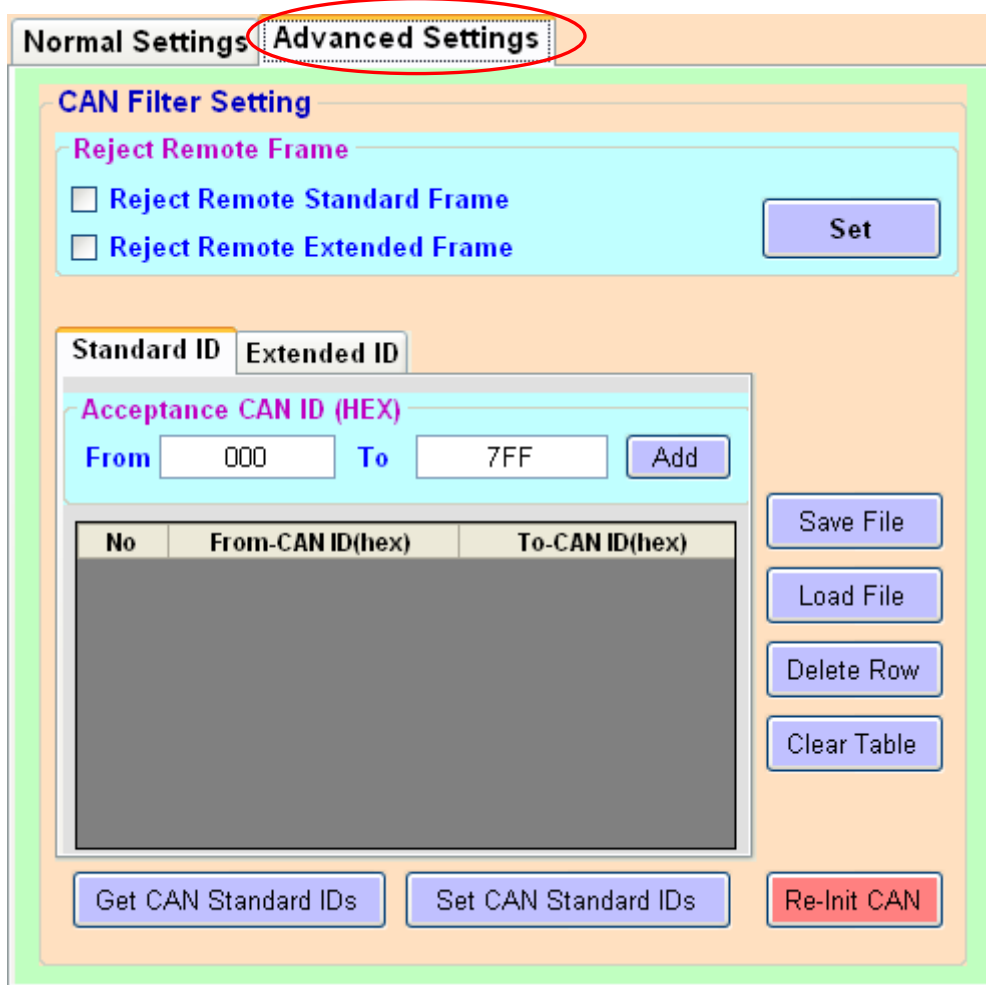 Normal Settings Advanced Settings
CAN Filter Setting
Reject Remote Frame
Reject Remote Standard Frame
Reject Remote Extended Frame
Set
Standard ID Extended ID
Acceptance CAN ID (HEX)
From 000 To 7FF Add
No From-CAN ID(hex) To-CAN ID(hex)
Save File
Load File
Delete Row
Clear Table
Get CAN Standard IDs Set CAN Standard IDs Re-Init CAN